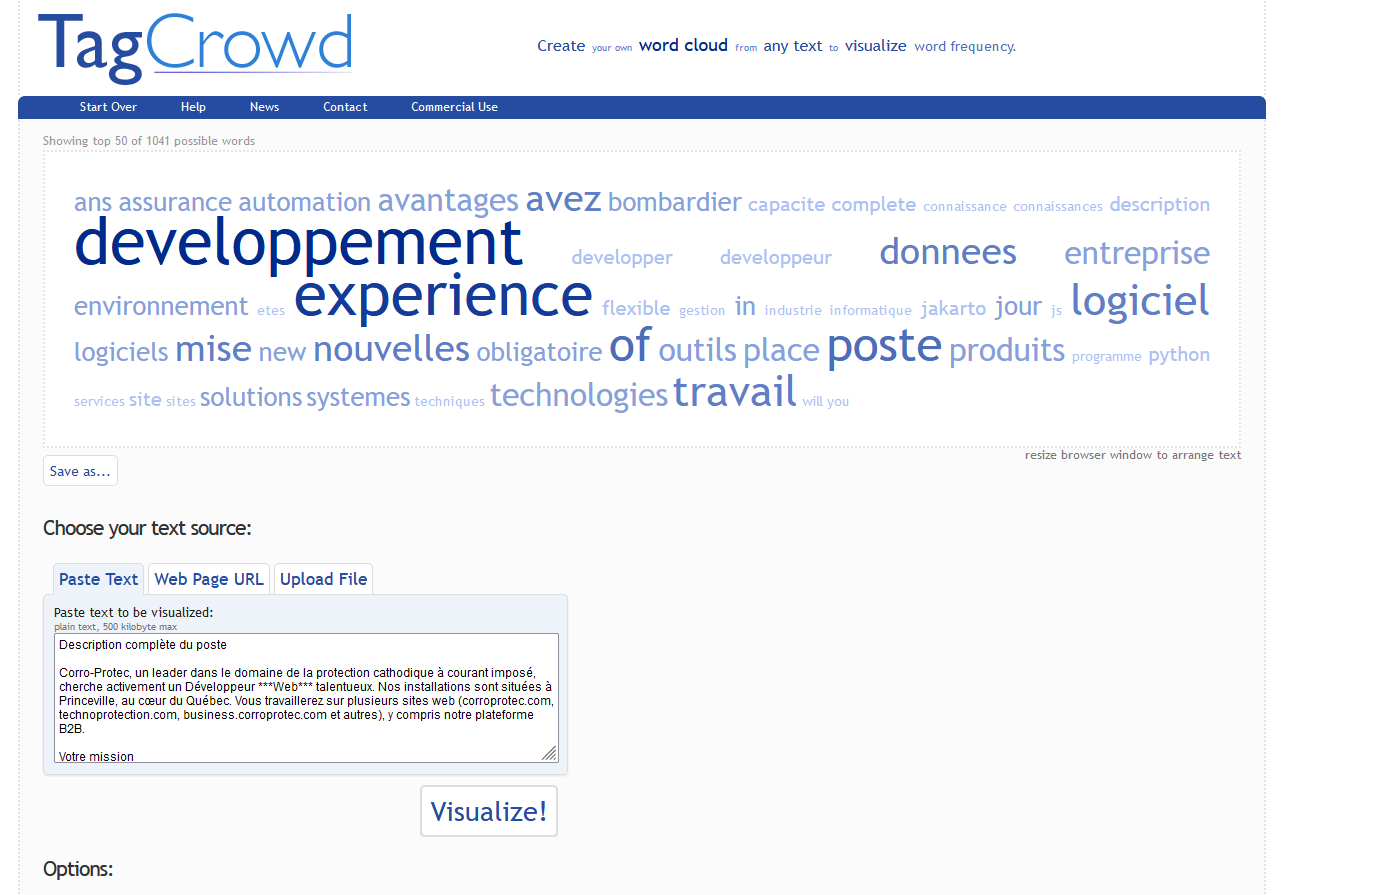 TagCrowd
Create your own word cloud from any text to visualize word frequency.
Start Over Help News Contact Commercial Use
Showing top 50 of 1041 possible words
ans assurance automation avantages avez bombardier capacite complete connaissance connaissances description
developpement developper developpeur donnees entreprise
environnement etes experience flexible gestion in industrie informatique jakarto jour js logiciel
logiciels mise new nouvelles obligatoire of outils place poste produits programme python
services site sites solutions systemes techniques technologies travail will you
resize browser window to arrange text
Save as...
Choose your text source:
Paste Text Web Page URL Upload File
Paste text to be visualized:
plain text, 500 kilobyte max
Description complète du poste
Corro-Protec, un leader dans le domaine de la protection cathodique à courant imposé,
cherche activement un Développeur ***Web*** talentueux. Nos installations sont situées à
Princeville, au cœur du Québec. Vous travaillerez sur plusieurs sites web (corroprotec.com,
technoprotection.com, business.corroprotec.com et autres), y compris notre plateforme
B2B.
Votre mission
Visualize!
Options: